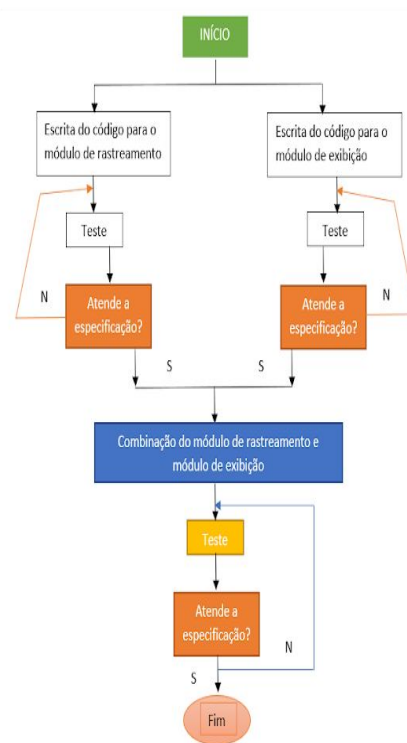 INÍCIO
Escrita do código para o
módulo de rastreamento
Escrita do código para o
módulo de exibição
Teste
Teste
N
Atende a
especificação?
Atende a
especificação?
N
S
S
Combinação do módulo de rastreamento e
módulo de exibição
Teste
Atende a
especificação?
N
S
Fim